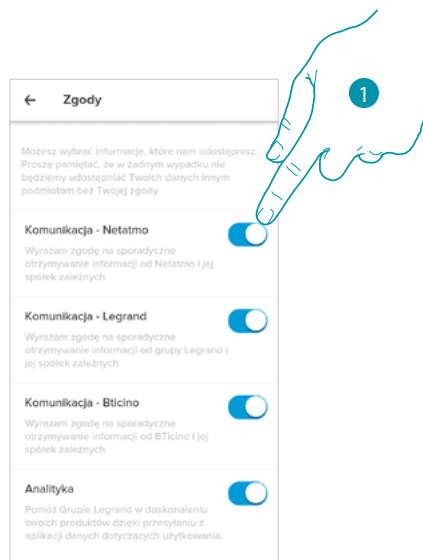 ← Zgody
1
Możesz wybrać informacje, które nam udostępnisz.
Proszę pamiętać, że w żadnym wypadku nie
będziemy udostępniać Twoich danych innym
podmiotom bez Twojej zgody
Komunikacja - Netatmo
Wyrażam zgodę na sporadyczne
otrzymywanie informacji od Netatmo i jej
spółek zależnych
Komunikacja - Legrand
Wyrażam zgodę na sporadyczne
otrzymywanie informacji od grupy Legrand i
jej spółek zależnych
Komunikacja - Bticino
Wyrażam zgodę na sporadyczne
otrzymywanie informacji od BTicino i jej
spółek zależnych
Analityka
Pomóż Grupie Legrand w doskonaleniu
swoich produktów dzięki przesyłaniu z
aplikacji danych dotyczących użytkowania.